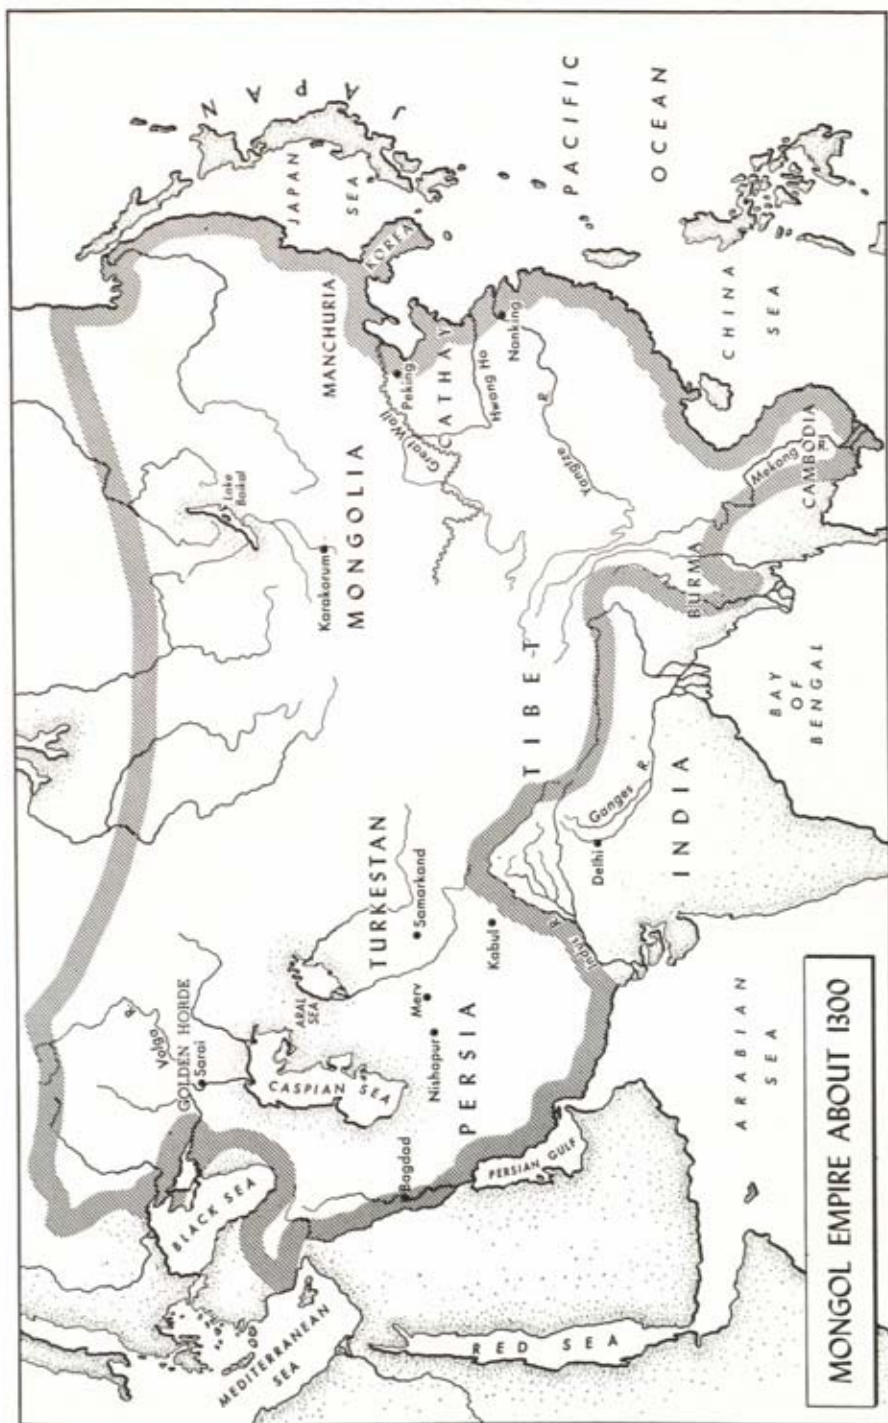 MONGOL EMPIRE ABOUT 1300
JAPAN
JAPAN
SEA
PACIFIC
OCEAN
KOREA
MANCHURIA
Peking
Great Wall
CATHAY
Hwang Ho
Nanking
Yangtze R.
CHINA
SEA
Lake
Baikal
Karakorum
MONGOLIA
Mekong R.
CAMBODIA
BURMA
TIBET
BAY
OF
BENGAL
Ganges R.
Delhi
INDIA
TURKESTAN
Samarkand
Kabul
Indus R.
ARAL
SEA
Merv
Nishapur
PERSIA
Volga R.
GOLDEN HORDE
Sarai
CASPIAN SEA
Bagdad
PERSIAN GULF
ARABIAN
SEA
BLACK SEA
MEDITERRANEAN
SEA
RED SEA